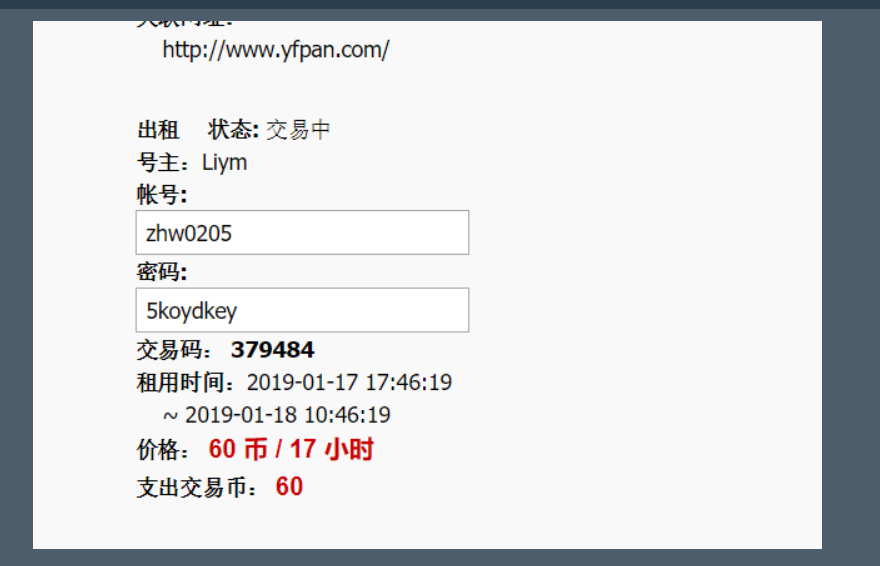 http://www.yfpan.com/
出租 状态: 交易中
号主：Liym
帐号:
zhw0205
密码:
5koydkey
交易码： 379484
租用时间：2019-01-17 17:46:19
~ 2019-01-18 10:46:19
价格： 60 币 / 17 小时
支出交易币： 60